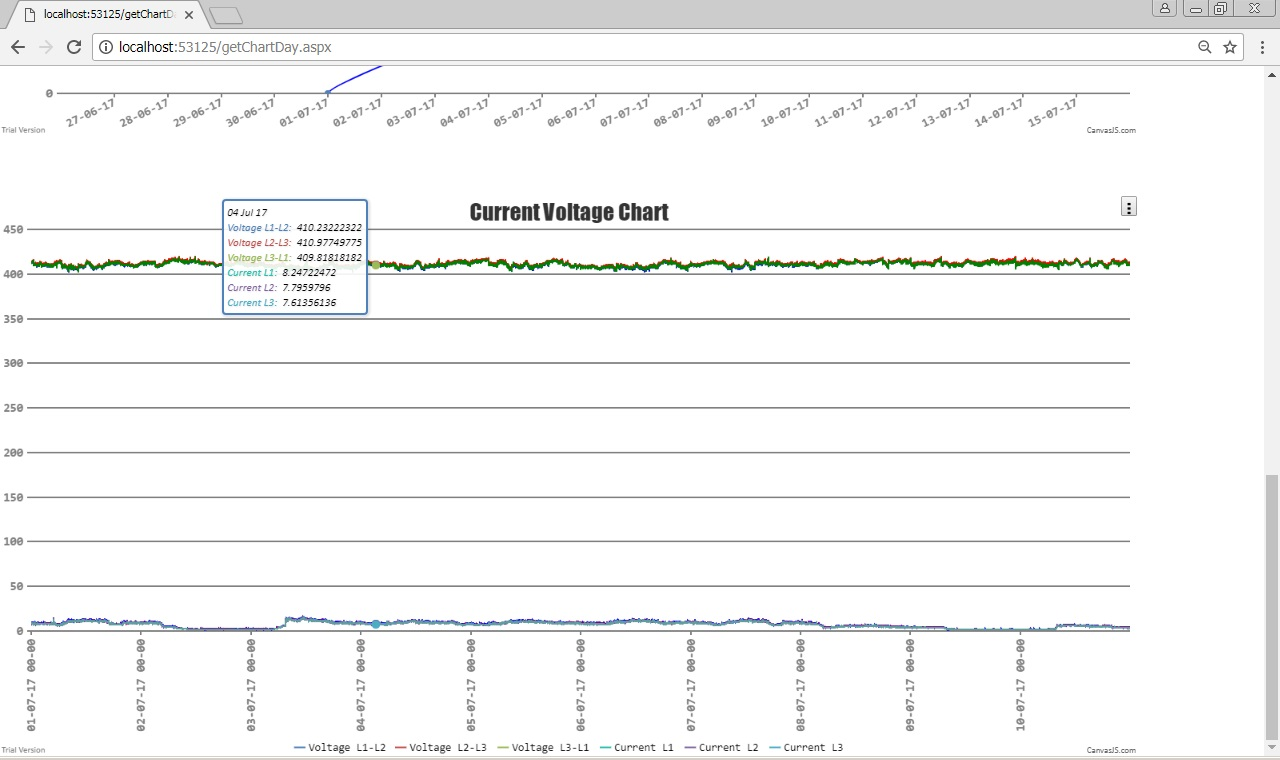 localhost:53125/getChartD
localhost:53125/getChartDay.aspx
0
27-06-17 28-06-17 29-06-17 30-06-17 01-07-17 02-07-17 03-07-17 04-07-17 05-07-17 06-07-17 07-07-17 08-07-17 09-07-17 10-07-17 11-07-17 12-07-17 13-07-17 14-07-17 15-07-17
Trial Version CanvasJS.com
Current Voltage Chart
04 Jul 17
Voltage L1-L2: 410.23222322
Voltage L2-L3: 410.97749775
Voltage L3-L1: 409.81818182
Current L1: 8.24722472
Current L2: 7.7959796
Current L3: 7.61356136
450
400
350
300
250
200
150
100
50
0
01-07-17 00:00 02-07-17 00:00 03-07-17 00:00 04-07-17 00:00 05-07-17 00:00 06-07-17 00:00 07-07-17 00:00 08-07-17 00:00 09-07-17 00:00 10-07-17 00:00
Voltage L1-L2 Voltage L2-L3 Voltage L3-L1 Current L1 Current L2 Current L3
Trial Version CanvasJS.com